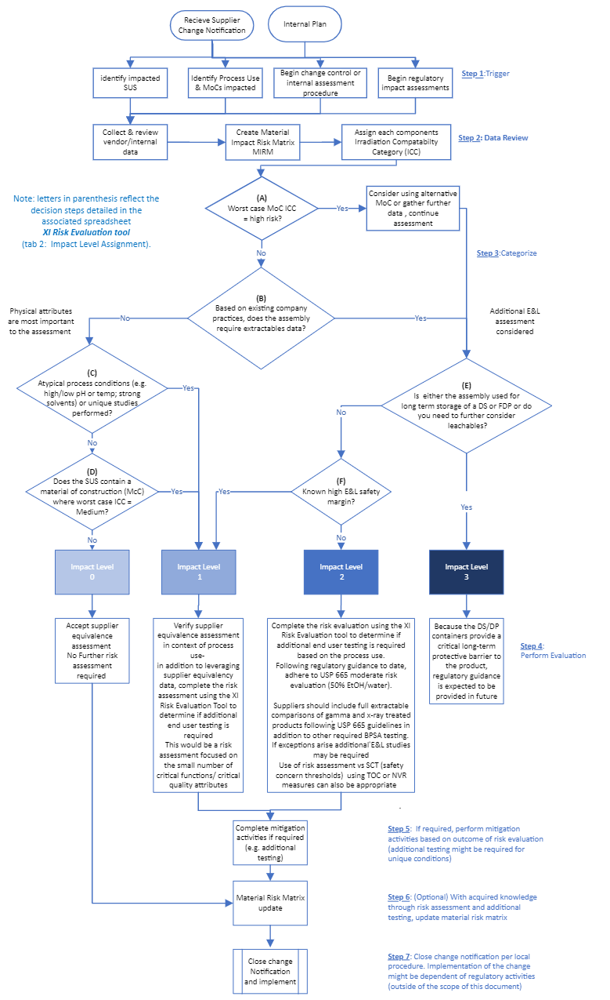 Recieve Supplier
Change Notification
Internal Plan
identify impacted
SUS
Identify Process Use
& MoCs impacted
Begin change control or
internal assessment
procedure
Begin regulatory
impact assessments
Step 1:Trigger
Collect & review
vendor/internal
data
Create Material
Impact Risk Matrix
MIRM
Assign each components
Irradiation Compatabilty
Category (ICC)
Step 2: Data Review
Note: letters in parenthesis reflect the
decision steps detailed in the
associated spreadsheet
XI Risk Evaluation tool
(tab 2:  Impact Level Assignment).
(A)
Worst case MoC ICC
= high risk?
Yes
Consider using alternative
MoC or gather further
data , continue
assessment
No
Step 3:Categorize
(B)
Based on existing company
practices, does the assembly
require extractables data?
No
Yes
Physical attributes
are most important
to the assessment
Additional E&L
assessment
considered
(C)
Atypical process conditions (e.g.
high/low pH or temp; strong
solvents) or unique studies
performed?
Yes
No
(E)
Is  either the assembly used for
long term storage of a DS or FDP or do
you need to further consider
leachables?
No
Yes
(D)
Does the SUS contain a
material of construction (McC)
where worst case ICC =
Medium?
Yes
No
(F)
Known high E&L safety
margin?
Yes
No
Impact Level
0
Impact Level
1
Impact Level
2
Impact Level
3
Accept supplier
equivalence
assessment
No Further risk
assessment
required
Verify supplier
equivalence assessment
in context of process
use-
in addition to leveraging
supplier equivalency
data, complete the risk
assessment using the XI
Risk Evaluation Tool to
determine if additional
end user testing is
required
This would be a risk
assessment focused on
the small number of
critical functions/ critical
quality attributes
Complete the risk evaluation using the XI
Risk Evaluation tool to determine if
additional end user testing is required
based on the process use.
Following regulatory guidance to date,
adhere to USP 665 moderate risk
evaluation (50% EtOH/water).
Suppliers should include full extractable
comparisons of gamma and x-ray treated
products following USP 665 guidelines in
addition to other required BPSA testing.
If exceptions arise additional E&L studies
may be required
Use of risk assessment vs SCT (safety
concern thresholds)  using TOC or NVR
measures can also be appropriate
Because the DS/DP
containers provide a
critical long-term
protective barrier to
the product,
regulatory guidance
is expected to be
provided in future
Step 4:
Perform Evaluation
Complete mitigation
activities if required
(e.g. additional
testing)
Step 5:  If required, perform mitigation
activities based on outcome of risk evaluation
(additional testing might be required for
unique conditions)
Material Risk Matrix
update
Step 6: (Optional) With acquired knowledge
through risk assessment and additional
testing, update material risk matrix
Close change
Notification
and implement
Step 7: Close change notification per local
procedure. Implementation of the change
might be dependent of regulatory activities
(outside of the scope of this document)